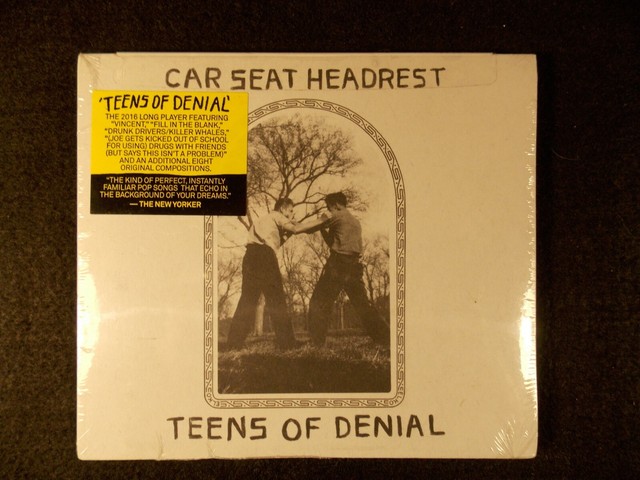 CAR SEAT HEADREST
'TEENS OF DENIAL'
THE 2016 LONG PLAYER FEATURING
"VINCENT," "FILL IN THE BLANK,"
"DRUNK DRIVERS/KILLER WHALES,"
"(JOE GETS KICKED OUT OF SCHOOL
FOR USING) DRUGS WITH FRIENDS
(BUT SAYS THIS ISN'T A PROBLEM)"
AND AN ADDITIONAL EIGHT
ORIGINAL COMPOSITIONS.
"THE KIND OF PERFECT, INSTANTLY
FAMILIAR POP SONGS THAT ECHO IN
THE BACKGROUND OF YOUR DREAMS."
— THE NEW YORKER
TEENS OF DENIAL